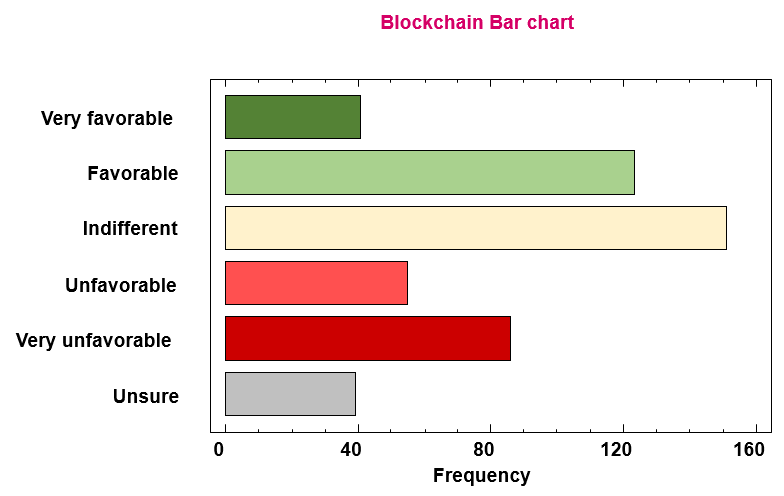 Blockchain Bar chart
Very favorable
Favorable
Indifferent
Unfavorable
Very unfavorable
Unsure
0 40 80 120 160
Frequency